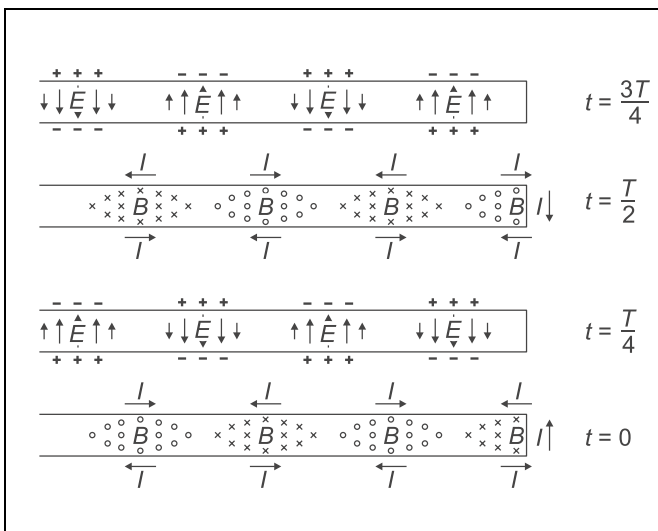 + + + − − − + + + − − −
E E E E t = 3T/4
− − − + + + − − − + + +
I I I I
B B B B I t = T/2
I I I I
− − − + + + − − − + + +
E E E E t = T/4
+ + + − − − + + + − − −
I I I I
B B B B I t = 0
I I I I